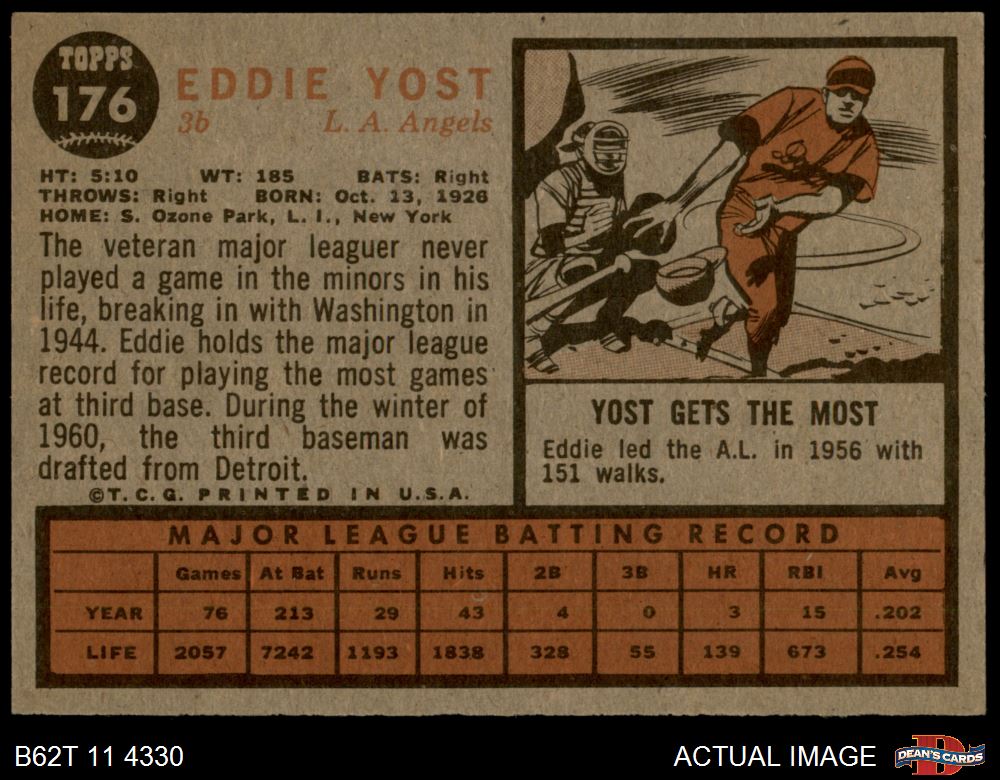 TOPPS
176
EDDIE YOST
3b L. A. Angels
HT: 5:10 WT: 185 BATS: Right
THROWS: Right BORN: Oct. 13, 1926
HOME: S. Ozone Park, L. I., New York
The veteran major leaguer never
played a game in the minors in his
life, breaking in with Washington in
1944. Eddie holds the major league
record for playing the most games
at third base. During the winter of
1960, the third baseman was
drafted from Detroit.
©T. C. G. PRINTED IN U.S.A.
YOST GETS THE MOST
Eddie led the A.L. in 1956 with
151 walks.
MAJOR LEAGUE BATTING RECORD
Games At Bat Runs Hits 2B 3B HR RBI Avg
YEAR 76 213 29 43 4 0 3 15 .202
LIFE 2057 7242 1193 1838 328 55 139 673 .254
B62T 11 4330
ACTUAL IMAGE
DEAN'S CARDS